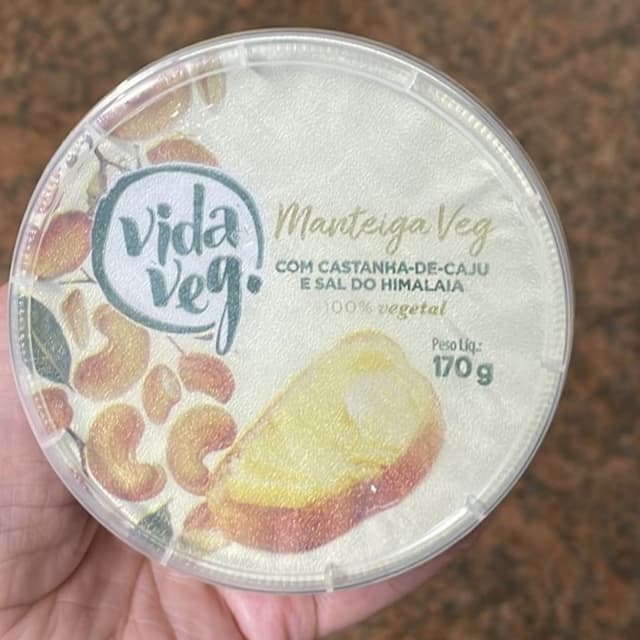 vida
veg.
Manteiga Veg
COM CASTANHA-DE-CAJU
E SAL DO HIMALAIA
100% vegetal
Peso Líq.:
170 g